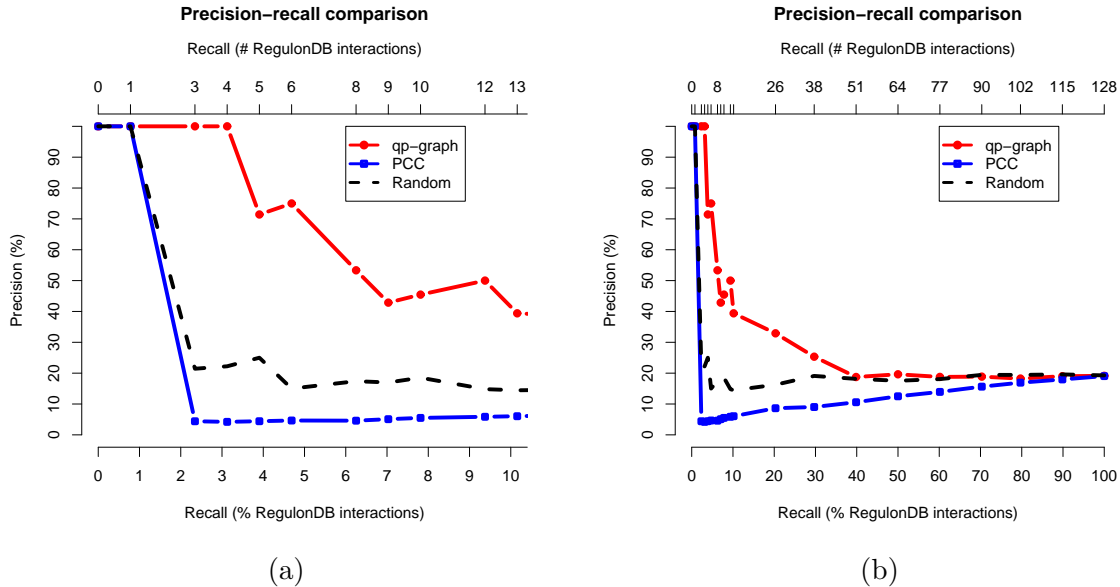 Precision−recall comparison
Recall (# RegulonDB interactions)
0 1 3 4 5 6 8 9 10 12 13
Precision (%)
0 10 20 30 40 50 60 70 80 90
qp−graph
PCC
Random
0 1 2 3 4 5 6 7 8 9 10
Recall (% RegulonDB interactions)
(a)
Precision−recall comparison
Recall (# RegulonDB interactions)
0 8 26 38 51 64 77 90 102 115 128
Precision (%)
0 10 20 30 40 50 60 70 80 90
qp−graph
PCC
Random
0 10 20 30 40 50 60 70 80 90 100
Recall (% RegulonDB interactions)
(b)